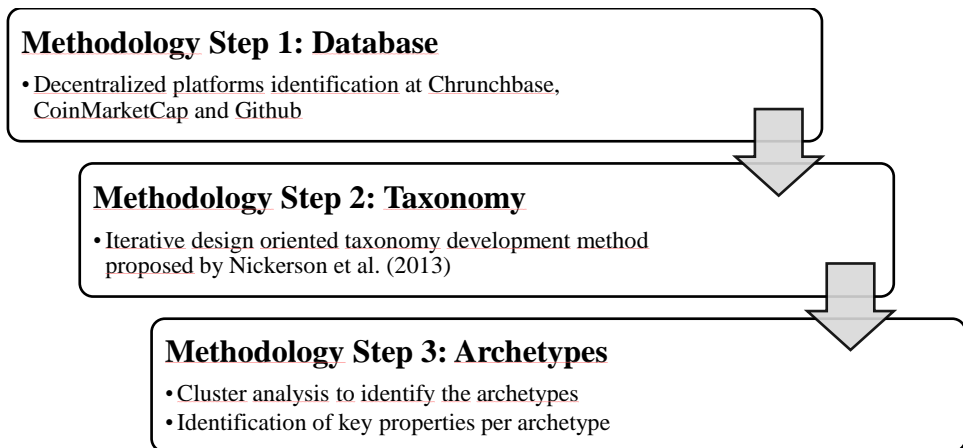 Methodology Step 1: Database
• Decentralized platforms identification at Chrunchbase,
CoinMarketCap and Github
Methodology Step 2: Taxonomy
• Iterative design oriented taxonomy development method
proposed by Nickerson et al. (2013)
Methodology Step 3: Archetypes
• Cluster analysis to identify the archetypes
• Identification of key properties per archetype